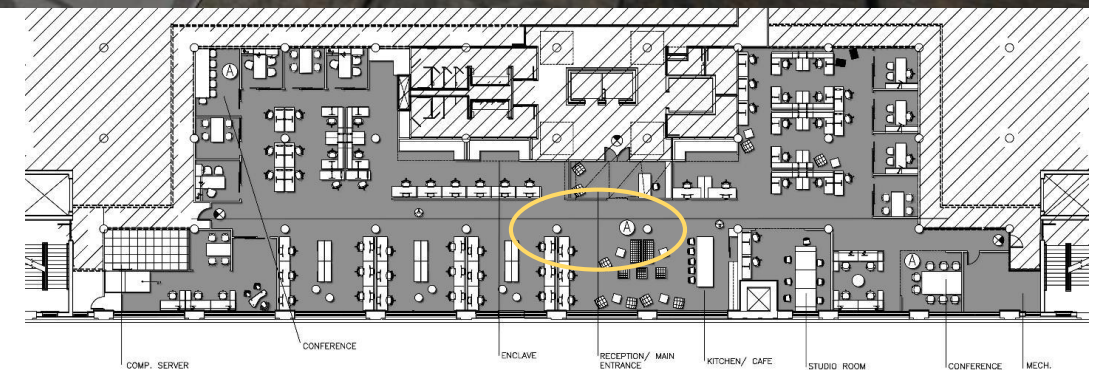 A
A
A
CONFERENCE
COMP. SERVER
ENCLAVE
RECEPTION/ MAIN
ENTRANCE
KITCHEN/ CAFE
STUDIO ROOM
CONFERENCE
MECH.